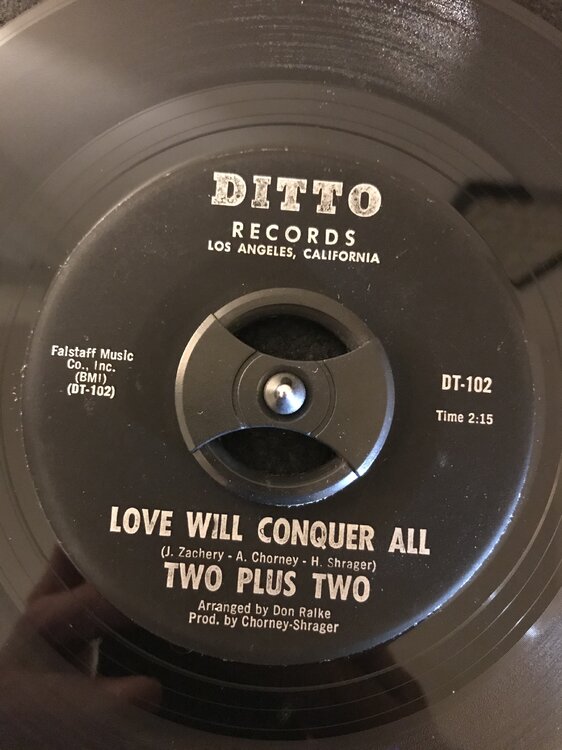 DITTO
RECORDS
LOS ANGELES, CALIFORNIA
Falstaff Music
Co., Inc.
(BMI)
(DT-102)
DT-102
Time 2:15
LOVE WILL CONQUER ALL
(J. Zachery - A. Chorney - H. Shrager)
TWO PLUS TWO
Arranged by Don Ralke
Prod. by Chorney-Shrager